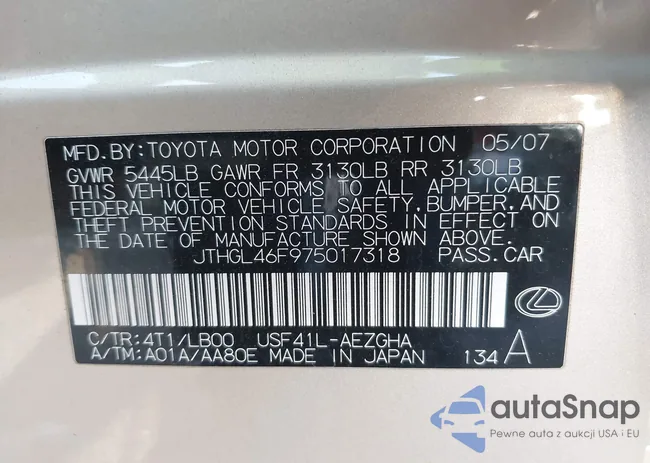 MFD.BY:TOYOTA MOTOR CORPORATION 05/07
GVWR 5445LB GAWR FR 3130LB RR 3130LB
THIS VEHICLE CONFORMS TO ALL APPLICABLE
FEDERAL MOTOR VEHICLE SAFETY,BUMPER,AND
THEFT PREVENTION STANDARDS IN EFFECT ON
THE DATE OF MANUFACTURE SHOWN ABOVE.
JTHGL46F975017318 PASS.CAR
C/TR:4T1/LB00 USF41L-AEZGHA
A/TM:A01A/AA80E MADE IN JAPAN 134 A
autaSnap
Pewne auta z aukcji USA i EU